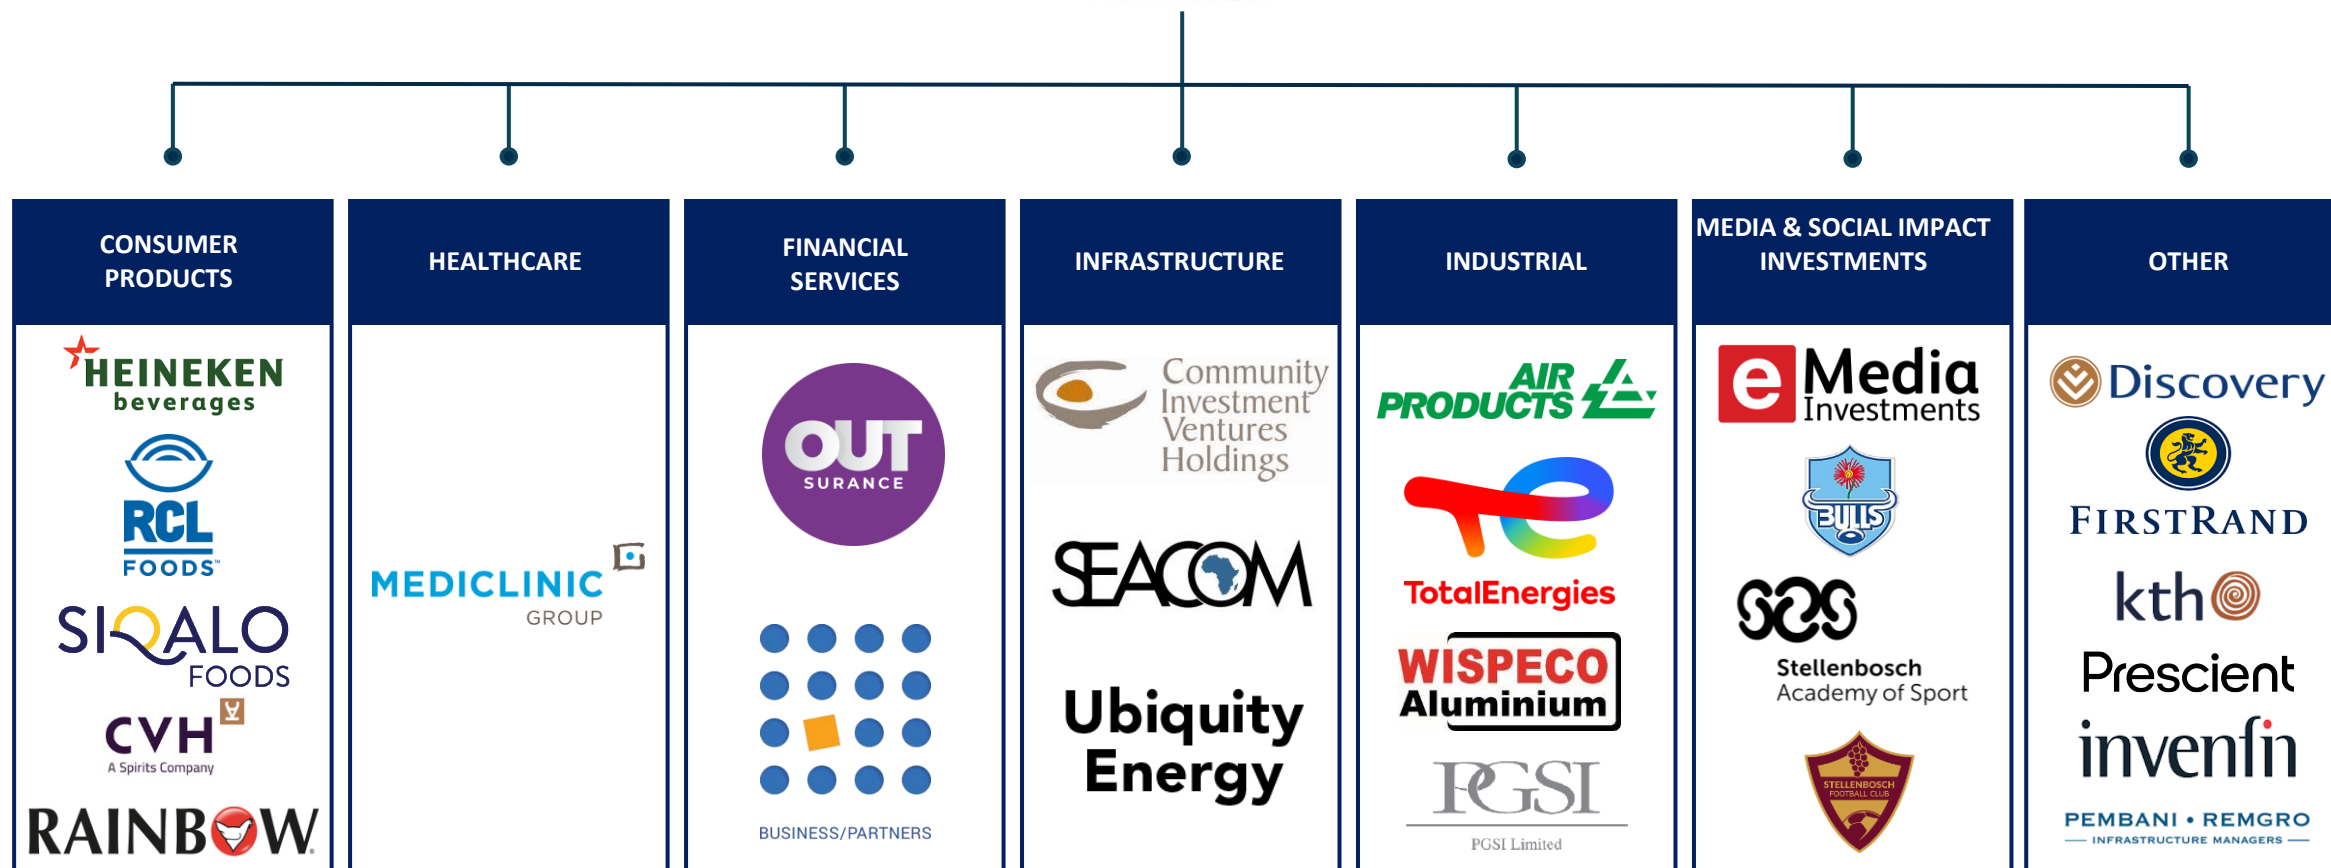 CONSUMER
PRODUCTS
HEINEKEN
beverages
RCL
FOODS™
SIQALO
FOODS
CVH
A Spirits Company
RAINBOW
HEALTHCARE
MEDICLINIC
GROUP
FINANCIAL
SERVICES
OUT
SURANCE
BUSINESS/PARTNERS
INFRASTRUCTURE
Community
Investment
Ventures
Holdings
SEACOM
Ubiquity
Energy
INDUSTRIAL
AIR
PRODUCTS
TotalEnergies
WISPECO
Aluminium
PGSI
PGSI Limited
MEDIA & SOCIAL IMPACT
INVESTMENTS
e Media
Investments
BULLS
SAS
Stellenbosch
Academy of Sport
STELLENBOSCH
FOOTBALL CLUB
OTHER
Discovery
FIRSTRAND
kth
Prescient
invenfin
PEMBANI • REMGRO
INFRASTRUCTURE MANAGERS